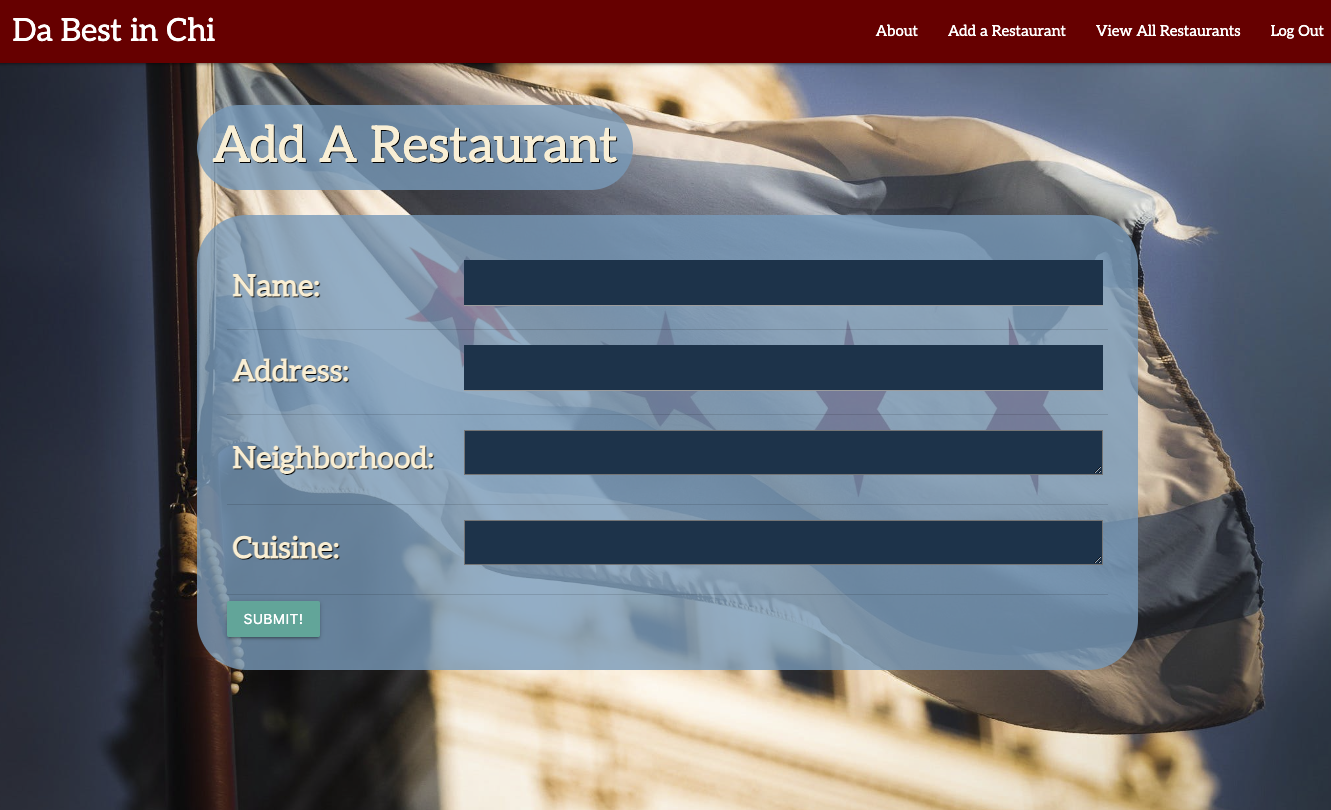 Da Best in Chi
About Add a Restaurant View All Restaurants Log Out
Add A Restaurant
Name:
Address:
Neighborhood:
Cuisine:
SUBMIT!